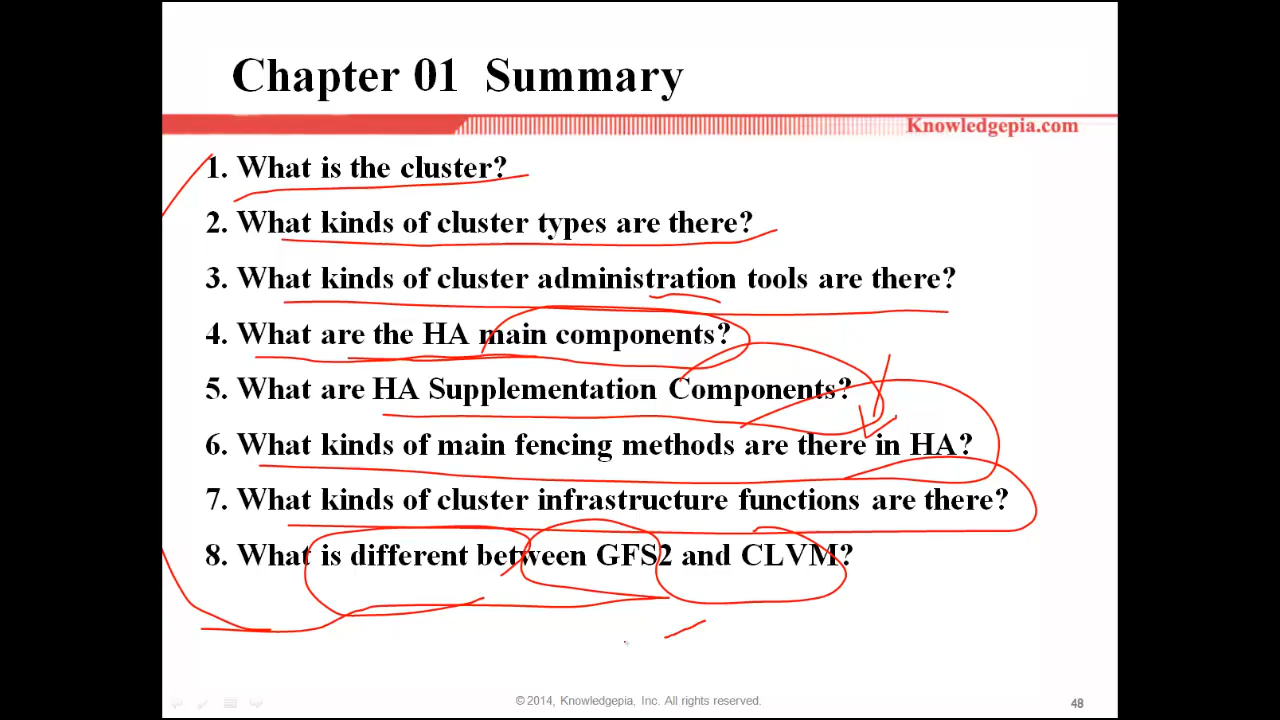 Chapter 01 Summary
Knowledgepia.com
1. What is the cluster?
2. What kinds of cluster types are there?
3. What kinds of cluster administration tools are there?
4. What are the HA main components?
5. What are HA Supplementation Components?
6. What kinds of main fencing methods are there in HA?
7. What kinds of cluster infrastructure functions are there?
8. What is different between GFS2 and CLVM?
© 2014, Knowledgepia, Inc. All rights reserved.
48